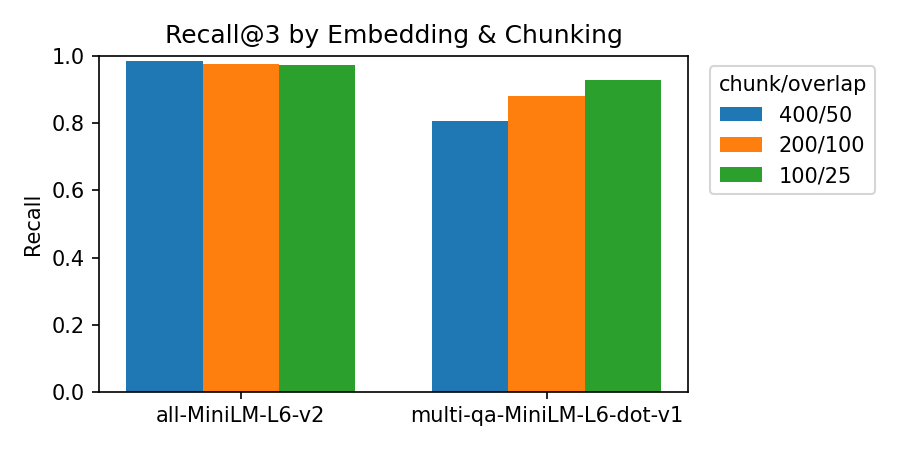 Recall@3 by Embedding & Chunking
1.0
0.8
0.6
0.4
0.2
0.0
Recall
all-MiniLM-L6-v2
multi-qa-MiniLM-L6-dot-v1
chunk/overlap
400/50
200/100
100/25